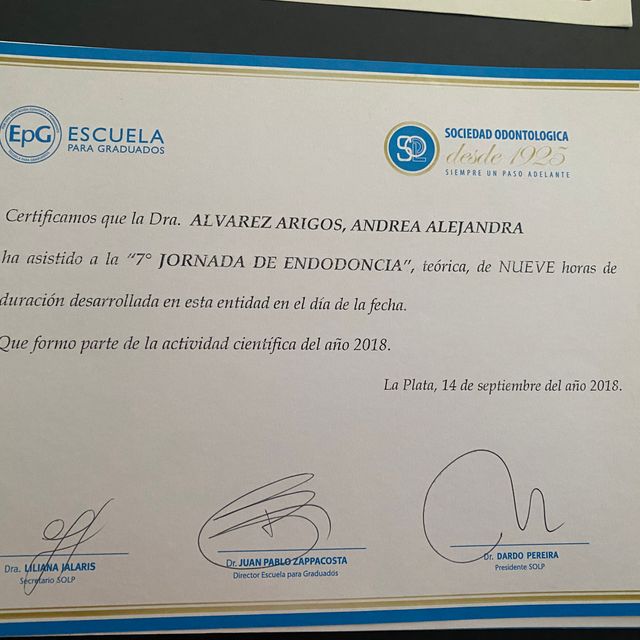 EpG ESCUELA
PARA GRADUADOS
SOCIEDAD ODONTOLOGICA
desde 1925
SIEMPRE UN PASO ADELANTE
Certificamos que la Dra. ALVAREZ ARIGOS, ANDREA ALEJANDRA
ha asistido a la "7° JORNADA DE ENDODONCIA", teórica, de NUEVE horas de
duración desarrollada en esta entidad en el día de la fecha.
Que formo parte de la actividad científica del año 2018.
La Plata, 14 de septiembre del año 2018.
Dra. LILIANA JALARIS
Secretario SOLP
Dr. JUAN PABLO ZAPPACOSTA
Director Escuela para Graduados
Dr. DARDO PEREIRA
Presidente SOLP